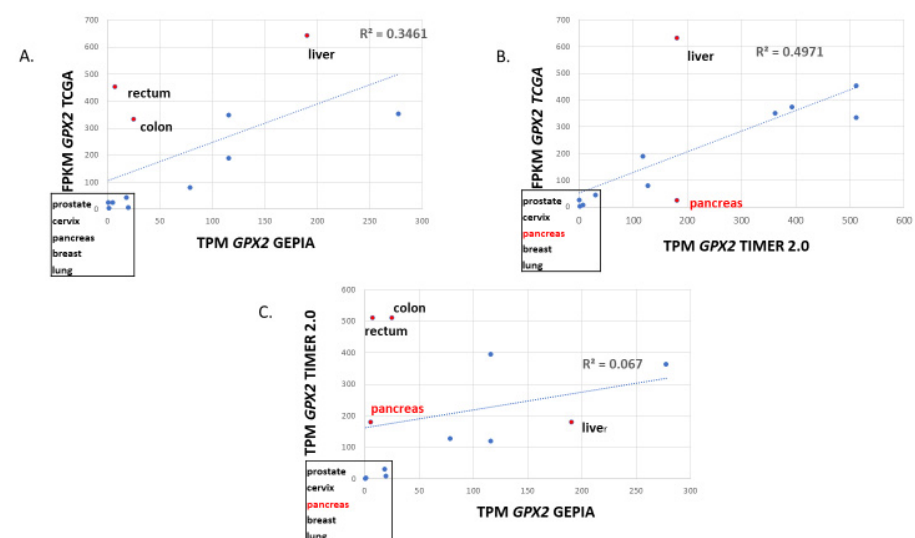 A.
FPKM GPX2 TCGA
700
600
500
400
300
200
100
0
R² = 0.3461
liver
rectum
colon
prostate
cervix
pancreas
breast
lung
0 50 100 150 200 250 300
TPM GPX2 GEPIA
B.
FPKM GPX2 TCGA
700
600
500
400
300
200
100
0
R² = 0.4971
liver
pancreas
prostate
cervix
pancreas
breast
lung
0 100 200 300 400 500 600
TPM GPX2 TIMER 2.0
C.
TPM GPX2 TIMER 2.0
600
500
400
300
200
100
0
colon
rectum
R² = 0.067
pancreas
liver
prostate
cervix
pancreas
breast
lung
0 50 100 150 200 250 300
TPM GPX2 GEPIA